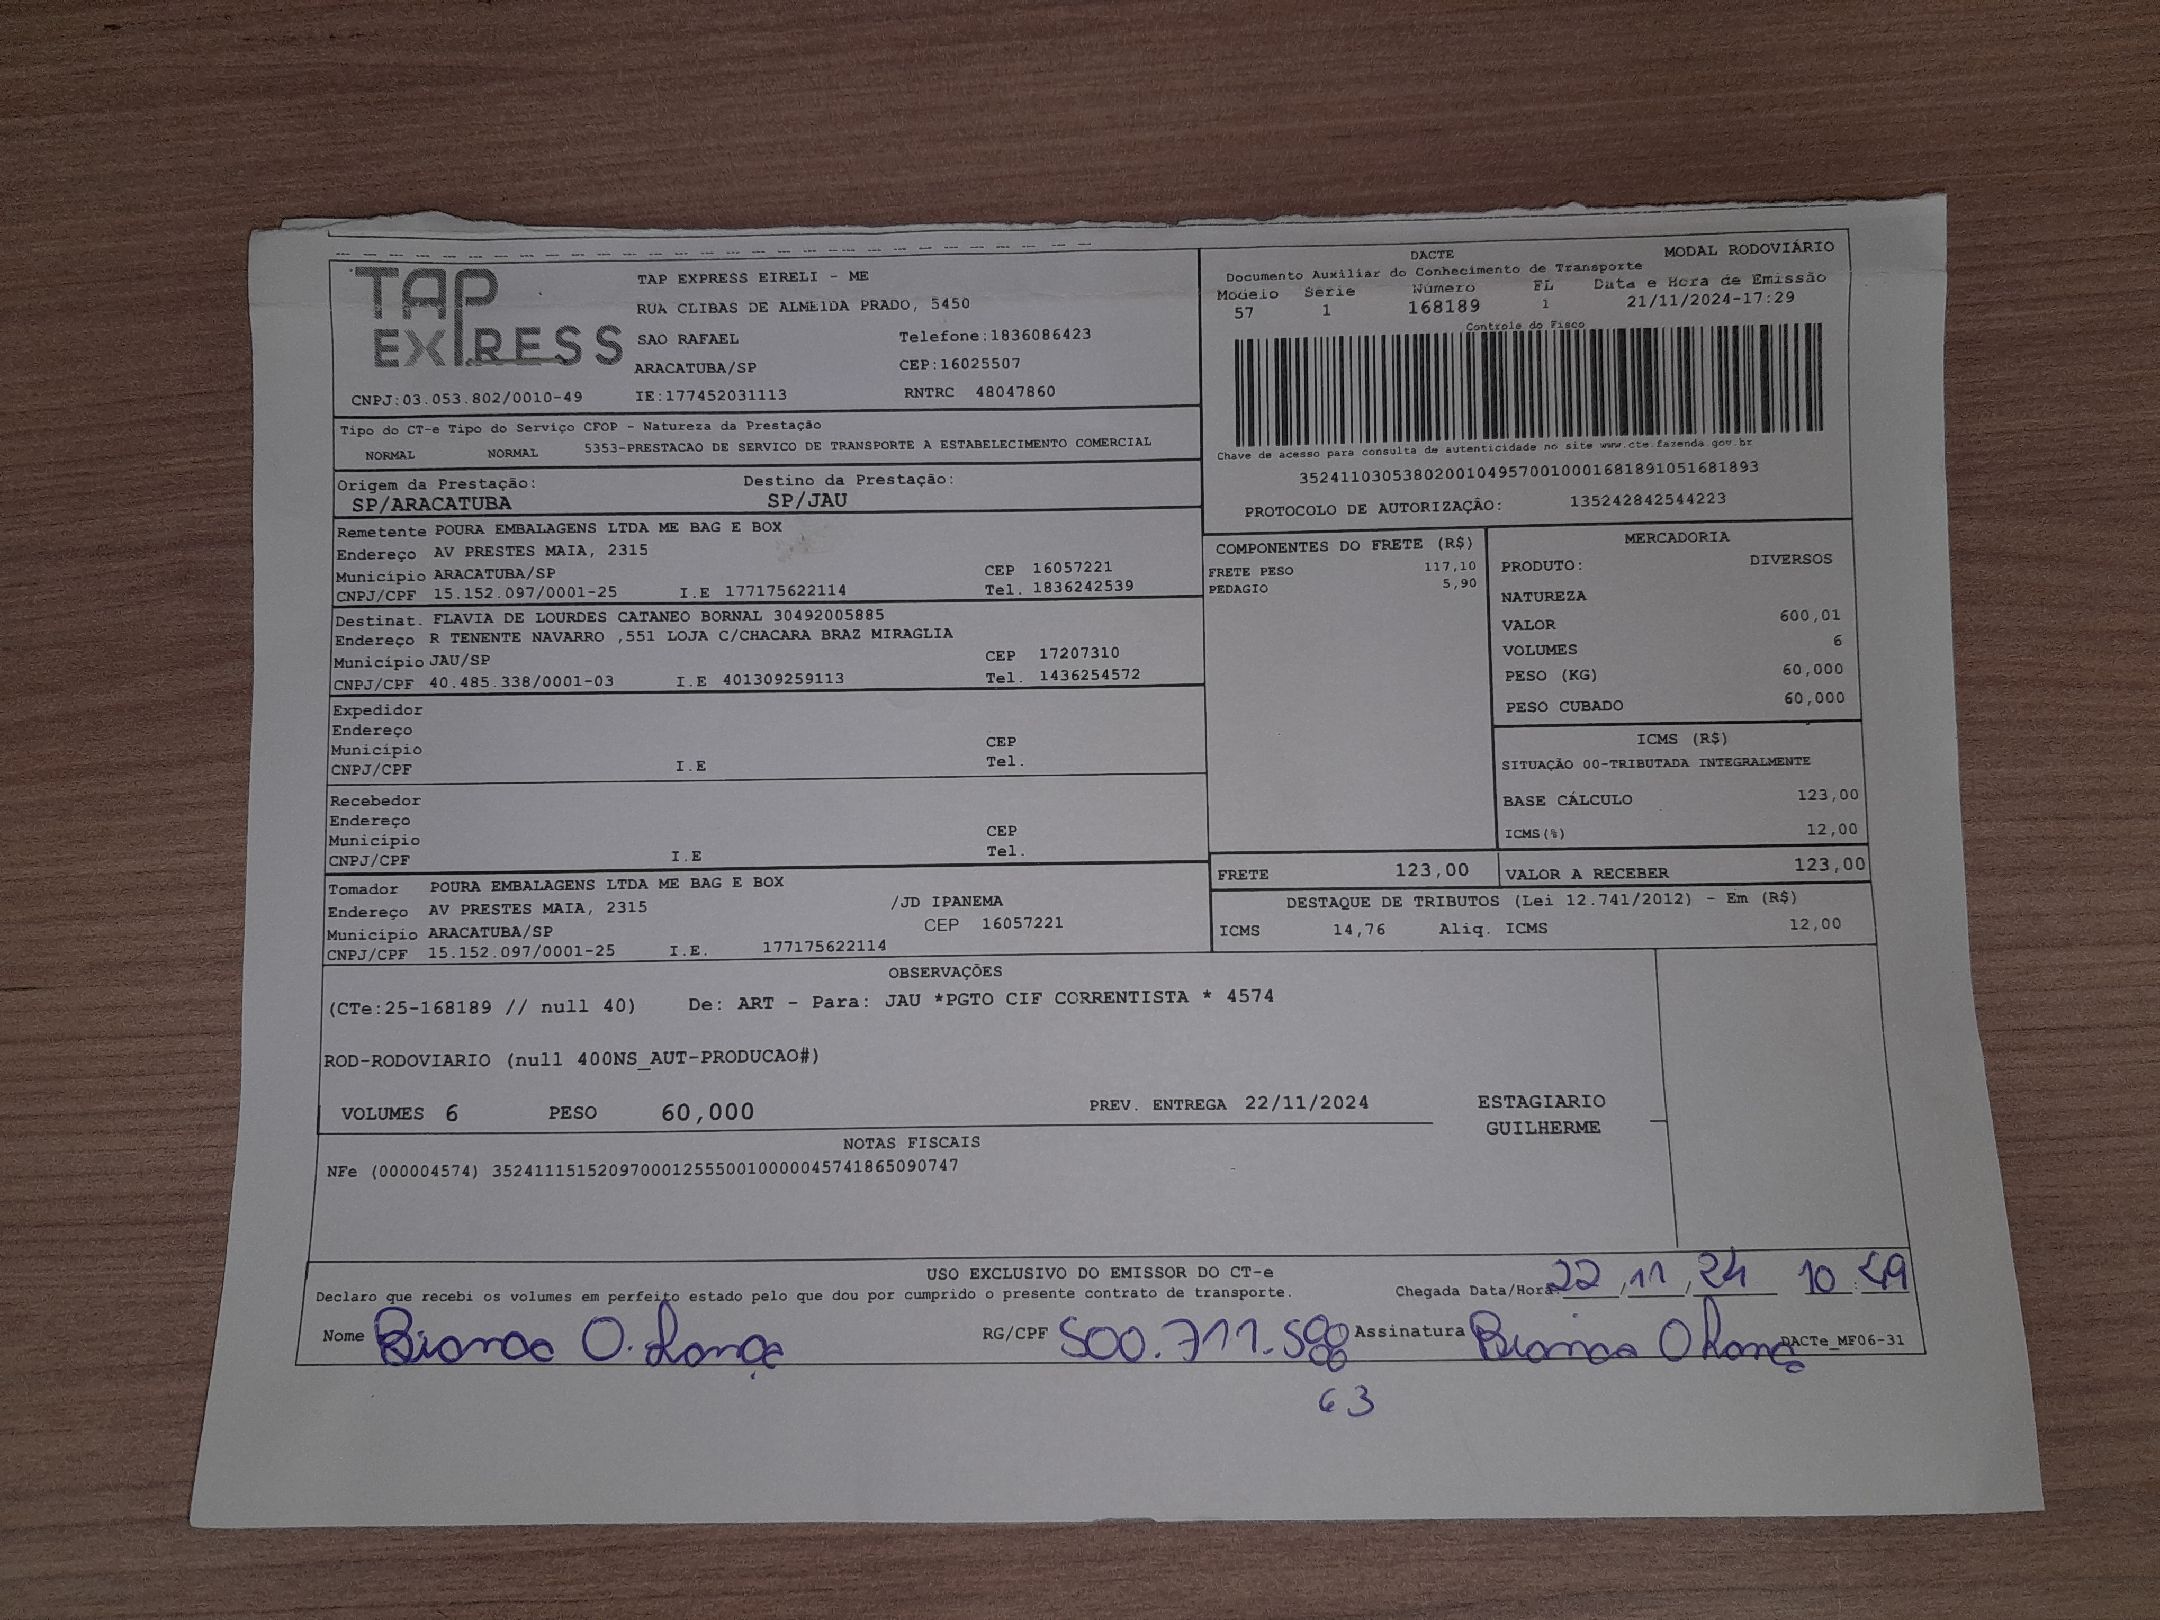 TAP EXPRESS
TAP EXPRESS EIRELI - ME
RUA CLIBAS DE ALMEIDA PRADO, 5450
SAO RAFAEL Telefone:1836086423
ARACATUBA/SP CEP:16025507
CNPJ:03.053.802/0010-49 IE:177452031113 RNTRC 48047860
DACTE MODAL RODOVIÁRIO
Documento Auxiliar do Conhecimento de Transporte
Modelo Série Número FL Data e Hora de Emissão
57 1 168189 1 21/11/2024-17:29
Controle do Fisco
Chave de acesso para consulta de autenticidade no site www.cte.fazenda.gov.br
35241103053802001049570010001681891051681893
PROTOCOLO DE AUTORIZAÇÃO: 135242842544223
Tipo do CT-e Tipo do Serviço CFOP - Natureza da Prestação
NORMAL NORMAL 5353-PRESTACAO DE SERVICO DE TRANSPORTE A ESTABELECIMENTO COMERCIAL
Origem da Prestação: Destino da Prestação:
SP/ARACATUBA SP/JAU
Remetente POURA EMBALAGENS LTDA ME BAG E BOX
Endereço AV PRESTES MAIA, 2315
Município ARACATUBA/SP CEP 16057221
CNPJ/CPF 15.152.097/0001-25 I.E 177175622114 Tel. 1836242539
Destinat. FLAVIA DE LOURDES CATANEO BORNAL 30492005885
Endereço R TENENTE NAVARRO ,551 LOJA C/CHACARA BRAZ MIRAGLIA
Município JAU/SP CEP 17207310
CNPJ/CPF 40.485.338/0001-03 I.E 401309259113 Tel. 1436254572
Expedidor
Endereço
Município CEP
CNPJ/CPF I.E Tel.
Recebedor
Endereço
Município CEP
CNPJ/CPF I.E Tel.
Tomador POURA EMBALAGENS LTDA ME BAG E BOX
Endereço AV PRESTES MAIA, 2315 /JD IPANEMA
Município ARACATUBA/SP CEP 16057221
CNPJ/CPF 15.152.097/0001-25 I.E. 177175622114
COMPONENTES DO FRETE (R$)
FRETE PESO 117,10
PEDAGIO 5,90
MERCADORIA
PRODUTO: DIVERSOS
NATUREZA
VALOR 600,01
VOLUMES 6
PESO (KG) 60,000
PESO CUBADO 60,000
ICMS (R$)
SITUAÇÃO 00-TRIBUTADA INTEGRALMENTE
BASE CÁLCULO 123,00
ICMS(%) 12,00
FRETE 123,00 VALOR A RECEBER 123,00
DESTAQUE DE TRIBUTOS (Lei 12.741/2012) - Em (R$)
ICMS 14,76 Aliq. ICMS 12,00
OBSERVAÇÕES
(CTe:25-168189 // null 40) De: ART - Para: JAU *PGTO CIF CORRENTISTA * 4574
ROD-RODOVIARIO (null 400NS_AUT-PRODUCAO#)
VOLUMES 6 PESO 60,000 PREV. ENTREGA 22/11/2024 ESTAGIARIO
GUILHERME
NOTAS FISCAIS
NFe (000004574) 35241115152097000125550010000045741865090747
USO EXCLUSIVO DO EMISSOR DO CT-e
Declaro que recebi os volumes em perfeito estado pelo que dou por cumprido o presente contrato de transporte. Chegada Data/Hora: 22/11/24 10:49
Nome Bianca O. RG/CPF 500.711.5 Assinatura Bianca O DACTe_MF06-31
63